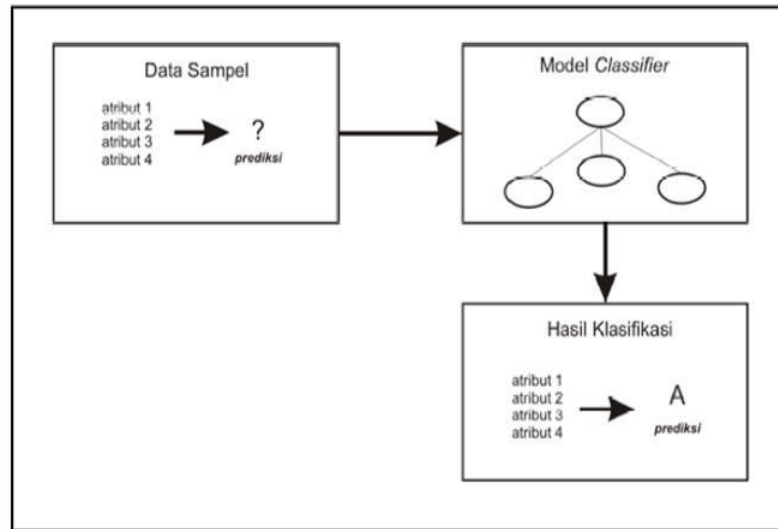 Data Sampel
atribut 1
atribut 2
atribut 3
atribut 4
?
prediksi
Model Classifier
Hasil Klasifikasi
atribut 1
atribut 2
atribut 3
atribut 4
A
prediksi